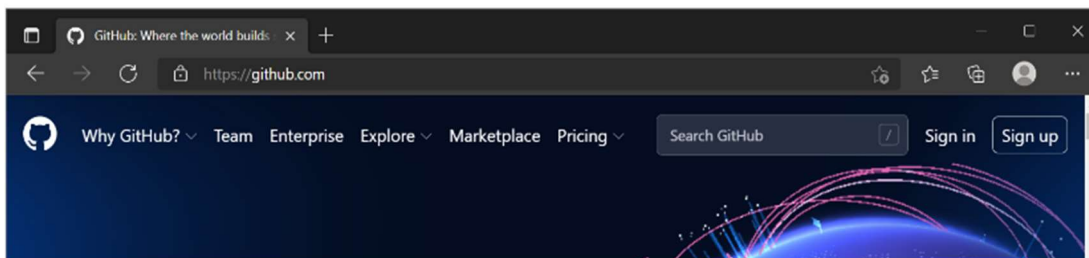 GitHub: Where the world builds
https://github.com
Why GitHub? Team Enterprise Explore Marketplace Pricing Search GitHub / Sign in Sign up